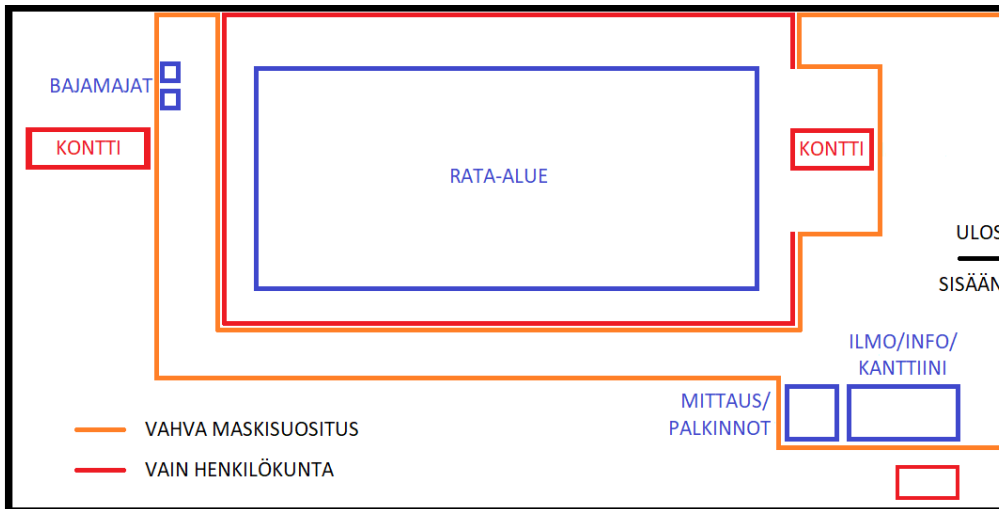 BAJAMAJAT
KONTTI
RATA-ALUE
KONTTI
ULOS
SISÄÄN
ILMO/INFO/
KANTTIINI
MITTAUS/
PALKINNOT
VAHVA MASKISUOSITUS
VAIN HENKILÖKUNTA